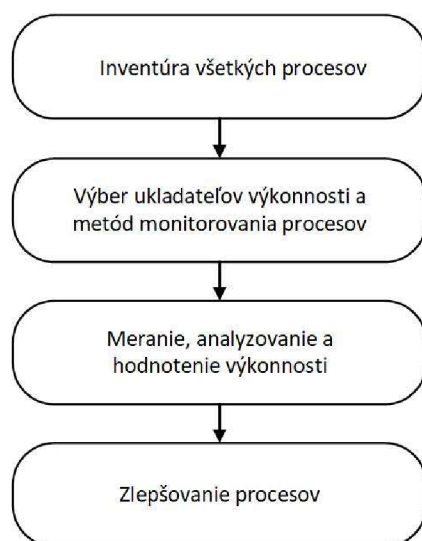 Inventúra všetkých procesov
Výber ukladateľov výkonnosti a
metód monitorovania procesov
Meranie, analyzovanie a
hodnotenie výkonnosti
Zlepšovanie procesov